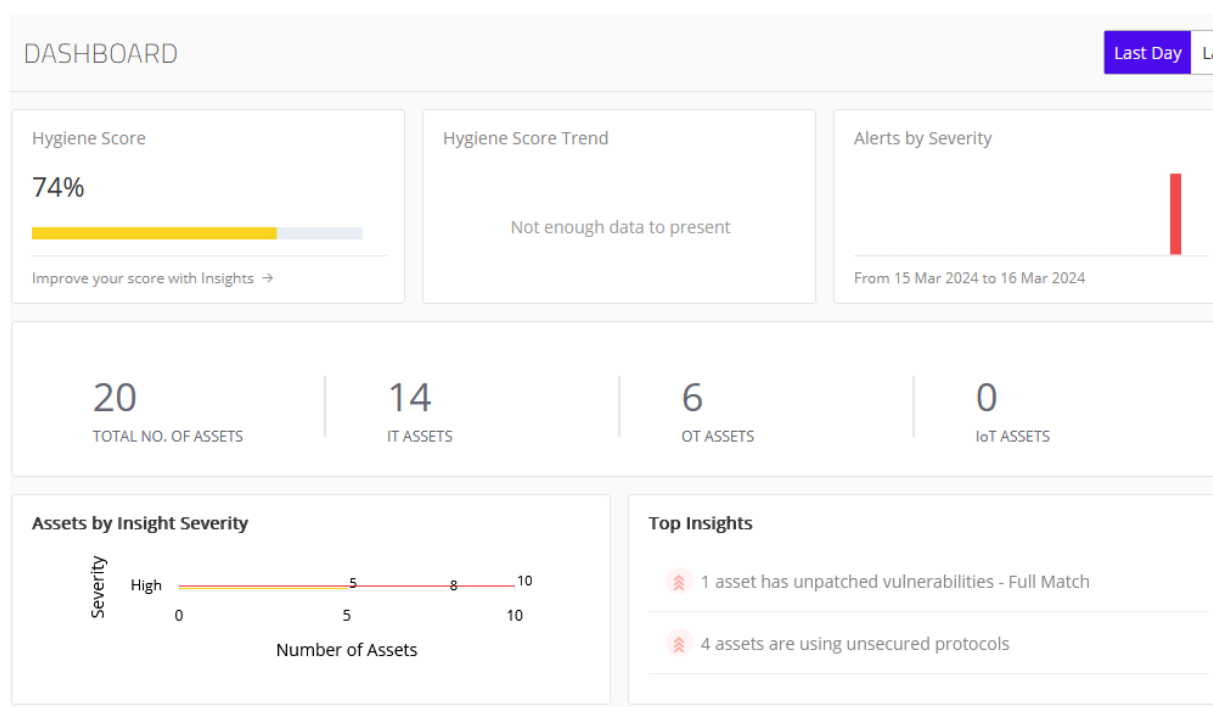 DASHBOARD
Last Day
Hygiene Score
74%
Improve your score with Insights →
Hygiene Score Trend
Not enough data to present
Alerts by Severity
From 15 Mar 2024 to 16 Mar 2024
20
TOTAL NO. OF ASSETS
14
IT ASSETS
6
OT ASSETS
0
IoT ASSETS
Assets by Insight Severity
Severity
High
5
8
10
0
5
10
Number of Assets
Top Insights
1 asset has unpatched vulnerabilities - Full Match
4 assets are using unsecured protocols